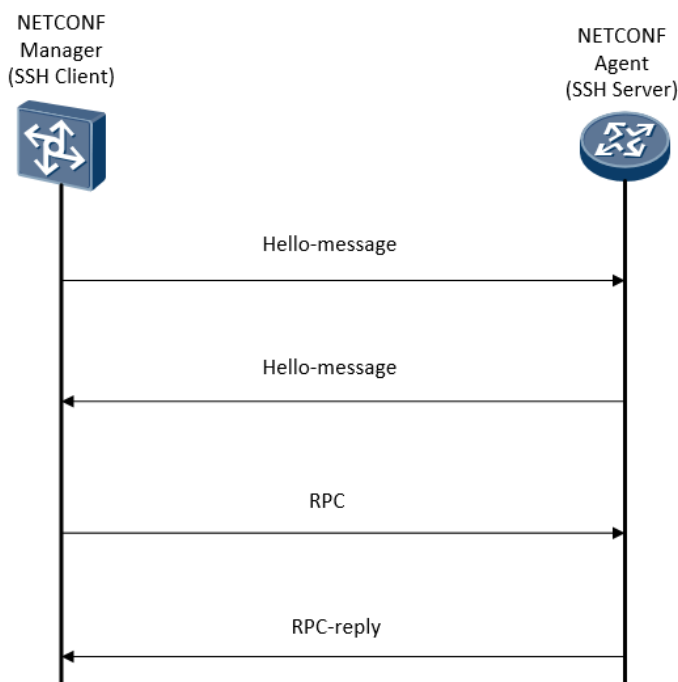 NETCONF
Manager
(SSH Client)
NETCONF
Agent
(SSH Server)
Hello-message
Hello-message
RPC
RPC-reply